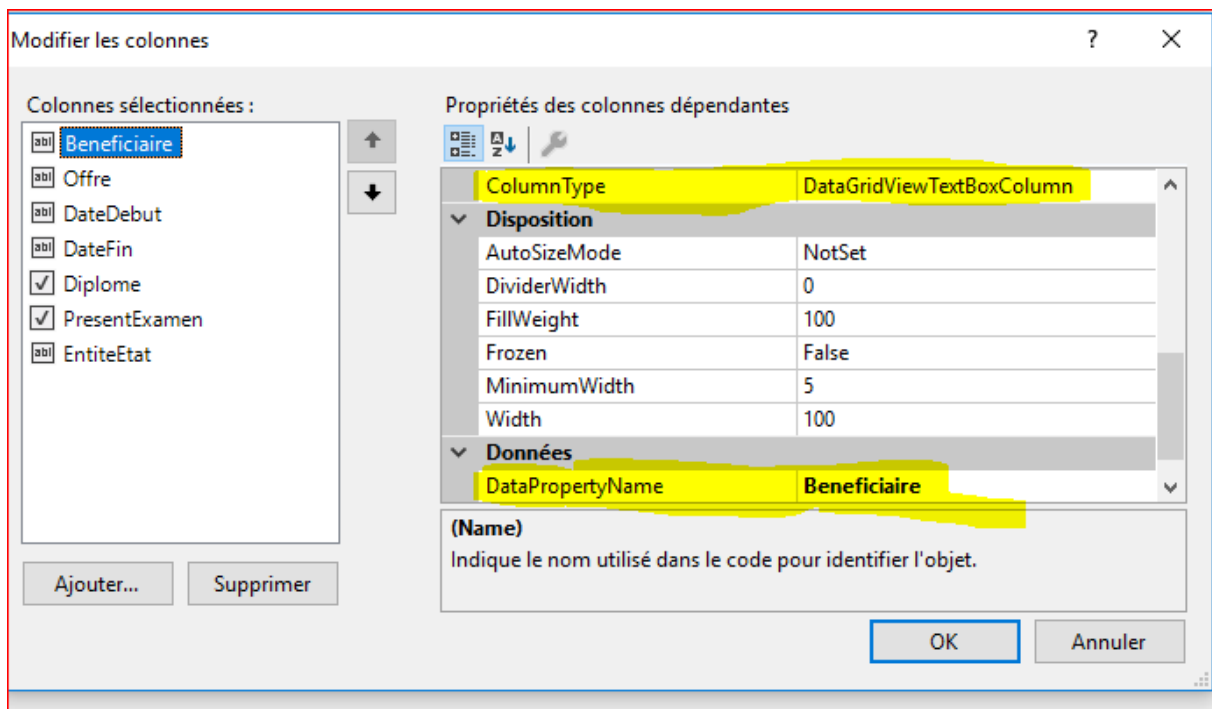 Modifier les colonnes
?
Colonnes sélectionnées :
Beneficiaire
Offre
DateDebut
DateFin
Diplome
PresentExamen
EntiteEtat
Ajouter...
Supprimer
Propriétés des colonnes dépendantes
ColumnType DataGridViewTextBoxColumn
Disposition
AutoSizeMode NotSet
DividerWidth 0
FillWeight 100
Frozen False
MinimumWidth 5
Width 100
Données
DataPropertyName Beneficiaire
(Name)
Indique le nom utilisé dans le code pour identifier l'objet.
OK
Annuler